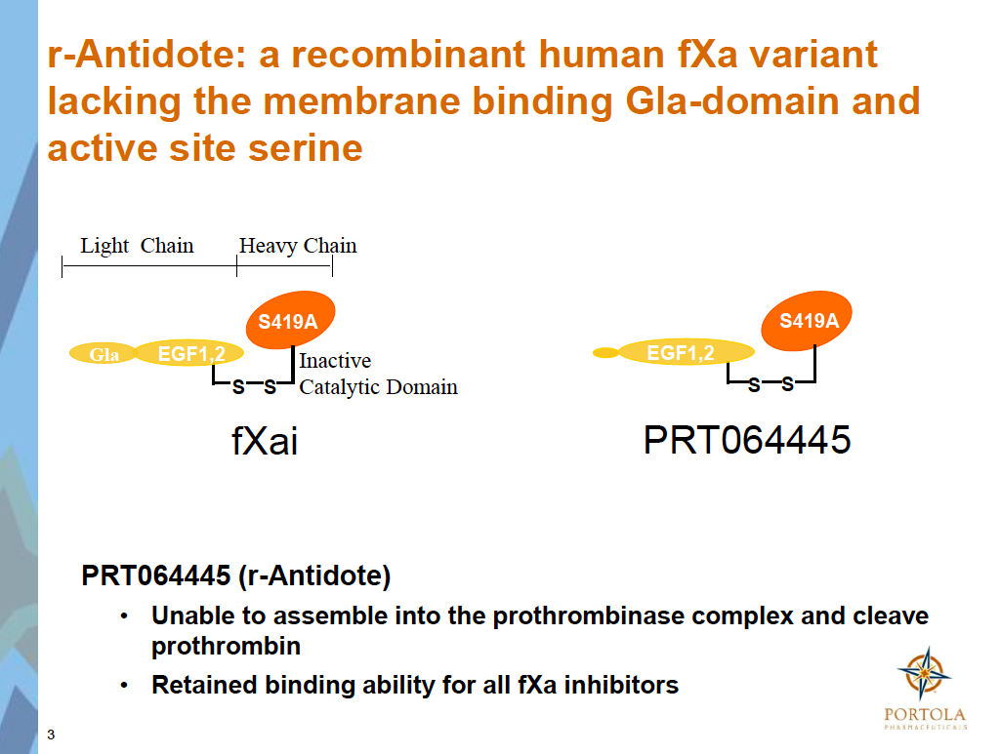 r-Antidote: a recombinant human fXa variant
lacking the membrane binding Gla-domain and
active site serine
Light Chain
Heavy Chain
S419A
Gla
EGF1,2
Inactive
S S
Catalytic Domain
fXai
S419A
EGF1,2
S S
PRT064445
PRT064445 (r-Antidote)
• Unable to assemble into the prothrombinase complex and cleave
prothrombin
• Retained binding ability for all fXa inhibitors
PORTOLA
PHARMACEUTICALS
3